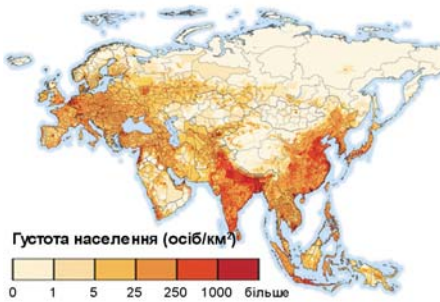 Густота населення (осіб/км²)
0 1 5 25 250 1000 більше